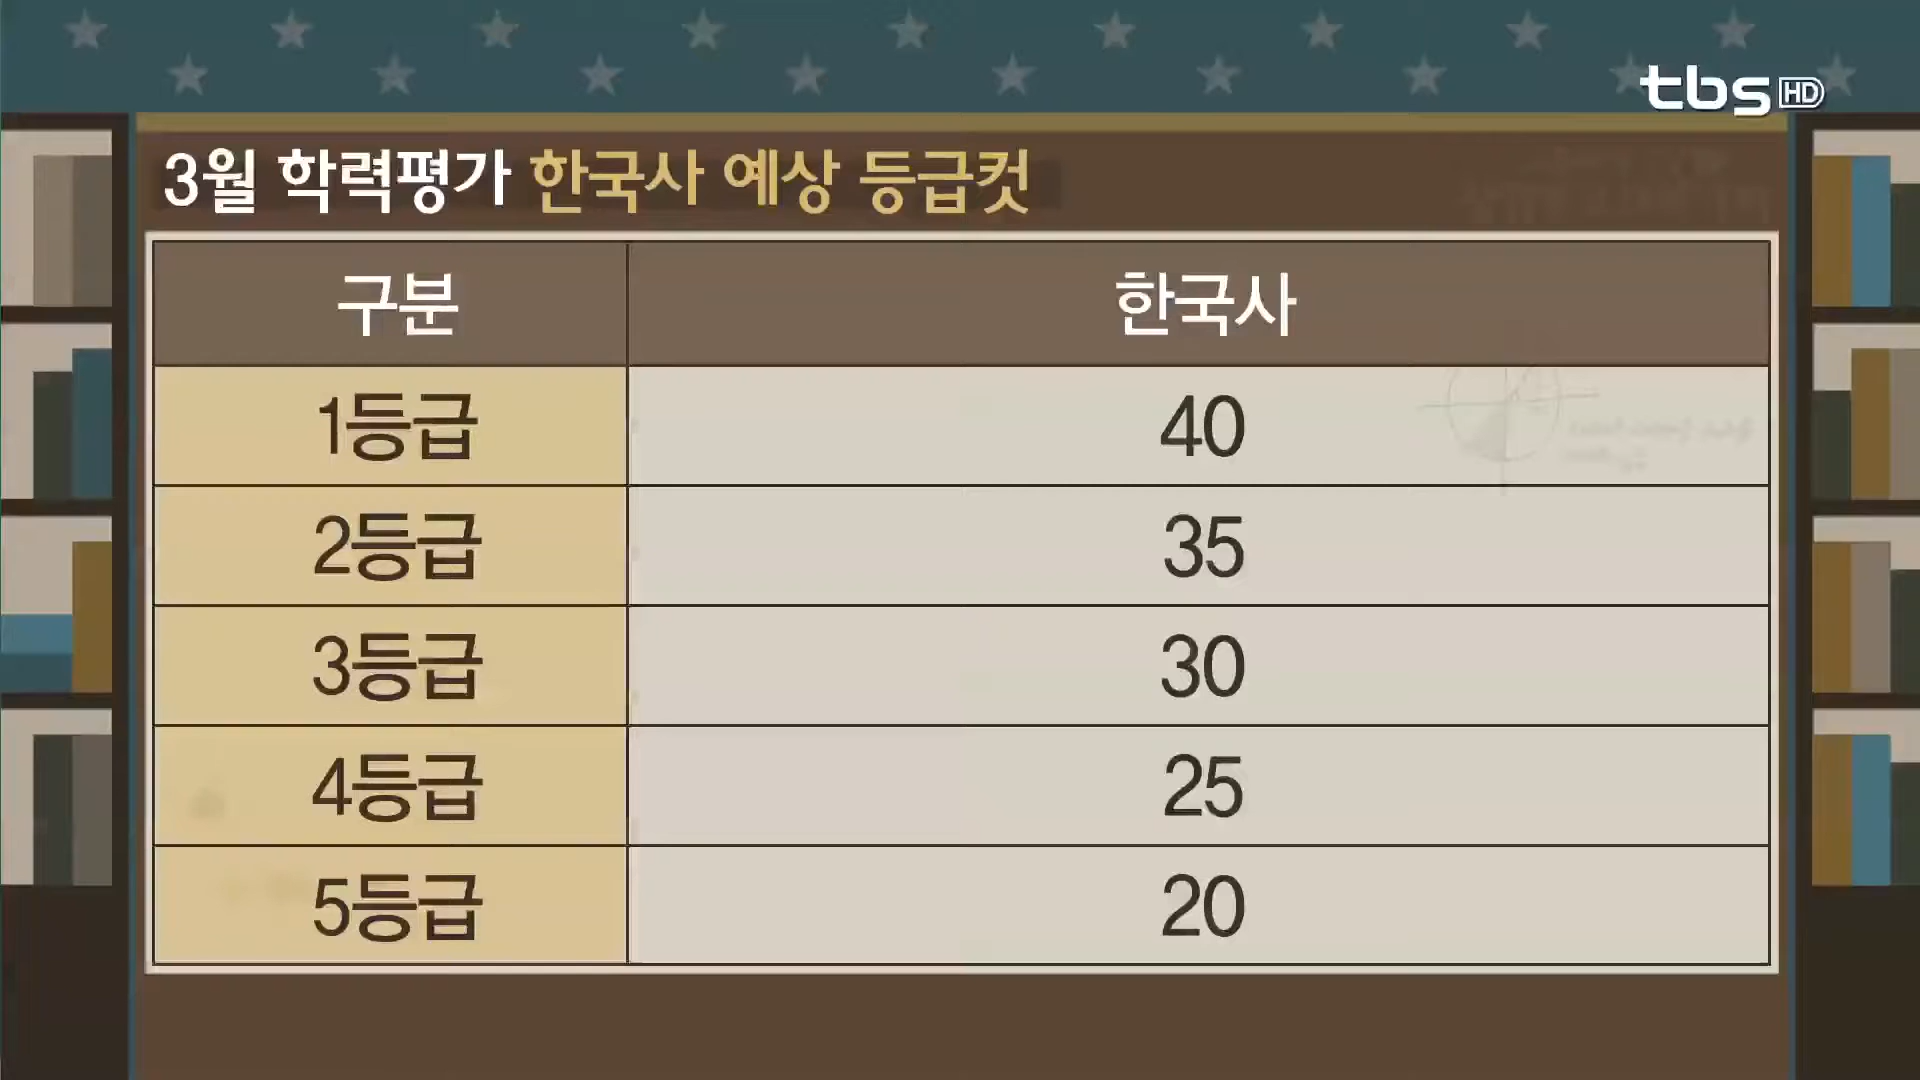 tbs HD
3월 학력평가 한국사 예상 등급컷
구분 한국사
1등급 40
2등급 35
3등급 30
4등급 25
5등급 20